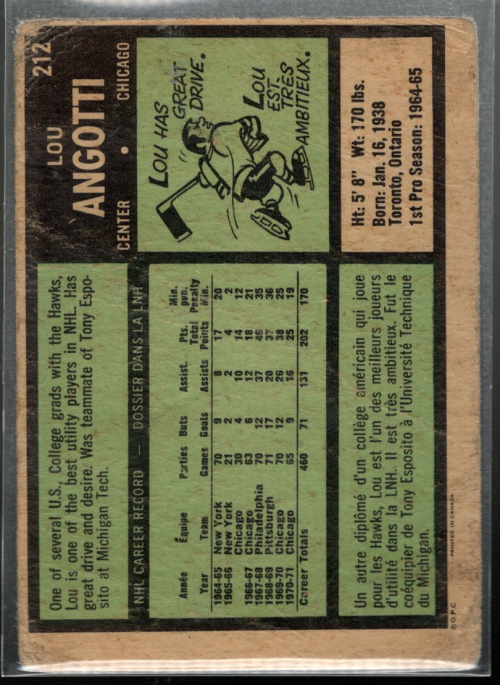 212
LOU
ANGOTTI
CENTER • CHICAGO
One of several U.S. College grads with the Hawks,
Lou is one of the best utility players in NHL. Has
great drive and desire. Was teammate of Tony Espo-
sito at Michigan Tech.
LOU HAS
GREAT
DRIVE.
LOU
EST
TRÈS
AMBITIEUX.
NHL CAREER RECORD DOSSIER DANS LA LNH
Année Équipe Parties Buts Assist. Pts. Min. pun.
Year Team Games Goals Assists Total Points Penalty Min.
1964-65 New York 70 9 8 17 20
1965-66 New York 21 2 2 4 2
Chicago 30 4 10 14 12
1966-67 Chicago 63 6 12 18 21
1967-68 Philadelphia 70 12 37 49 35
1968-69 Pittsburgh 71 17 20 37 36
1969-70 Chicago 70 12 26 38 25
1970-71 Chicago 65 9 16 25 19
Career Totals 460 71 131 202 170
Ht: 5' 8" Wt: 170 lbs.
Born: Jan. 16, 1938
Toronto, Ontario
1st Pro Season: 1964-65
Un autre diplômé d'un collège américain qui joue
pour les Hawks, Lou est l'un des meilleurs joueurs
d'utilité dans la LNH. Il est très ambitieux. Fut le
coéquipier de Tony Esposito à l'Université Technique
du Michigan.
© O.P.C. PRINTED IN CANADA